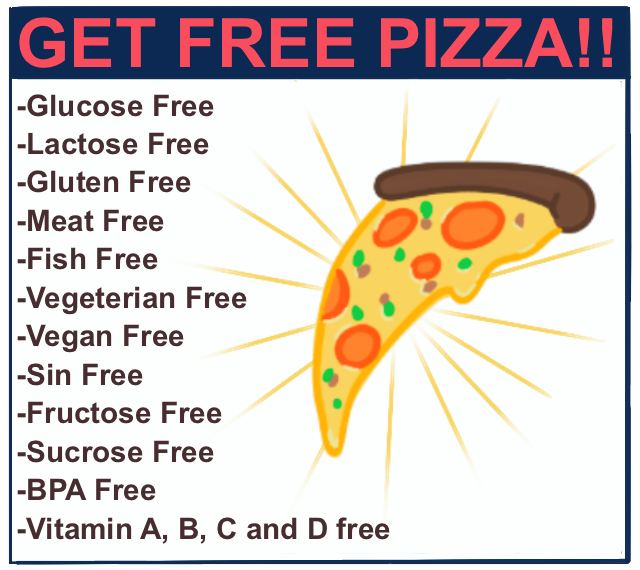 GET FREE PIZZA!!
-Glucose Free
-Lactose Free
-Gluten Free
-Meat Free
-Fish Free
-Vegeterian Free
-Vegan Free
-Sin Free
-Fructose Free
-Sucrose Free
-BPA Free
-Vitamin A, B, C and D free